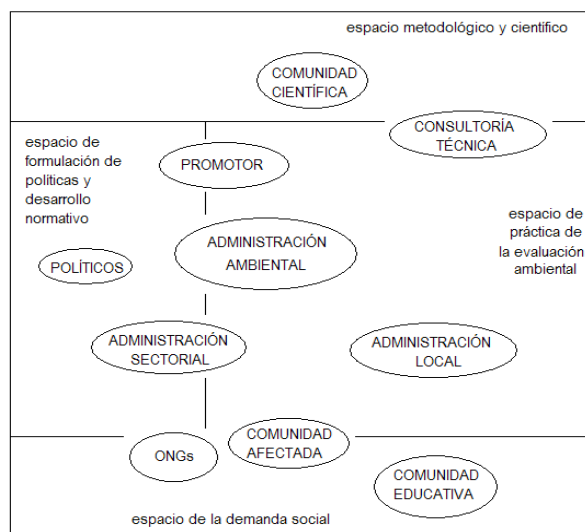 espacio metodológico y científico
COMUNIDAD
CIENTÍFICA
CONSULTORÍA
TÉCNICA
espacio de
formulación de
políticas y
desarrollo
normativo
PROMOTOR
espacio de
práctica de
la evaluación
ambiental
ADMINISTRACIÓN
AMBIENTAL
POLÍTICOS
ADMINISTRACIÓN
SECTORIAL
ADMINISTRACIÓN
LOCAL
ONGs
COMUNIDAD
AFECTADA
COMUNIDAD
EDUCATIVA
espacio de la demanda social